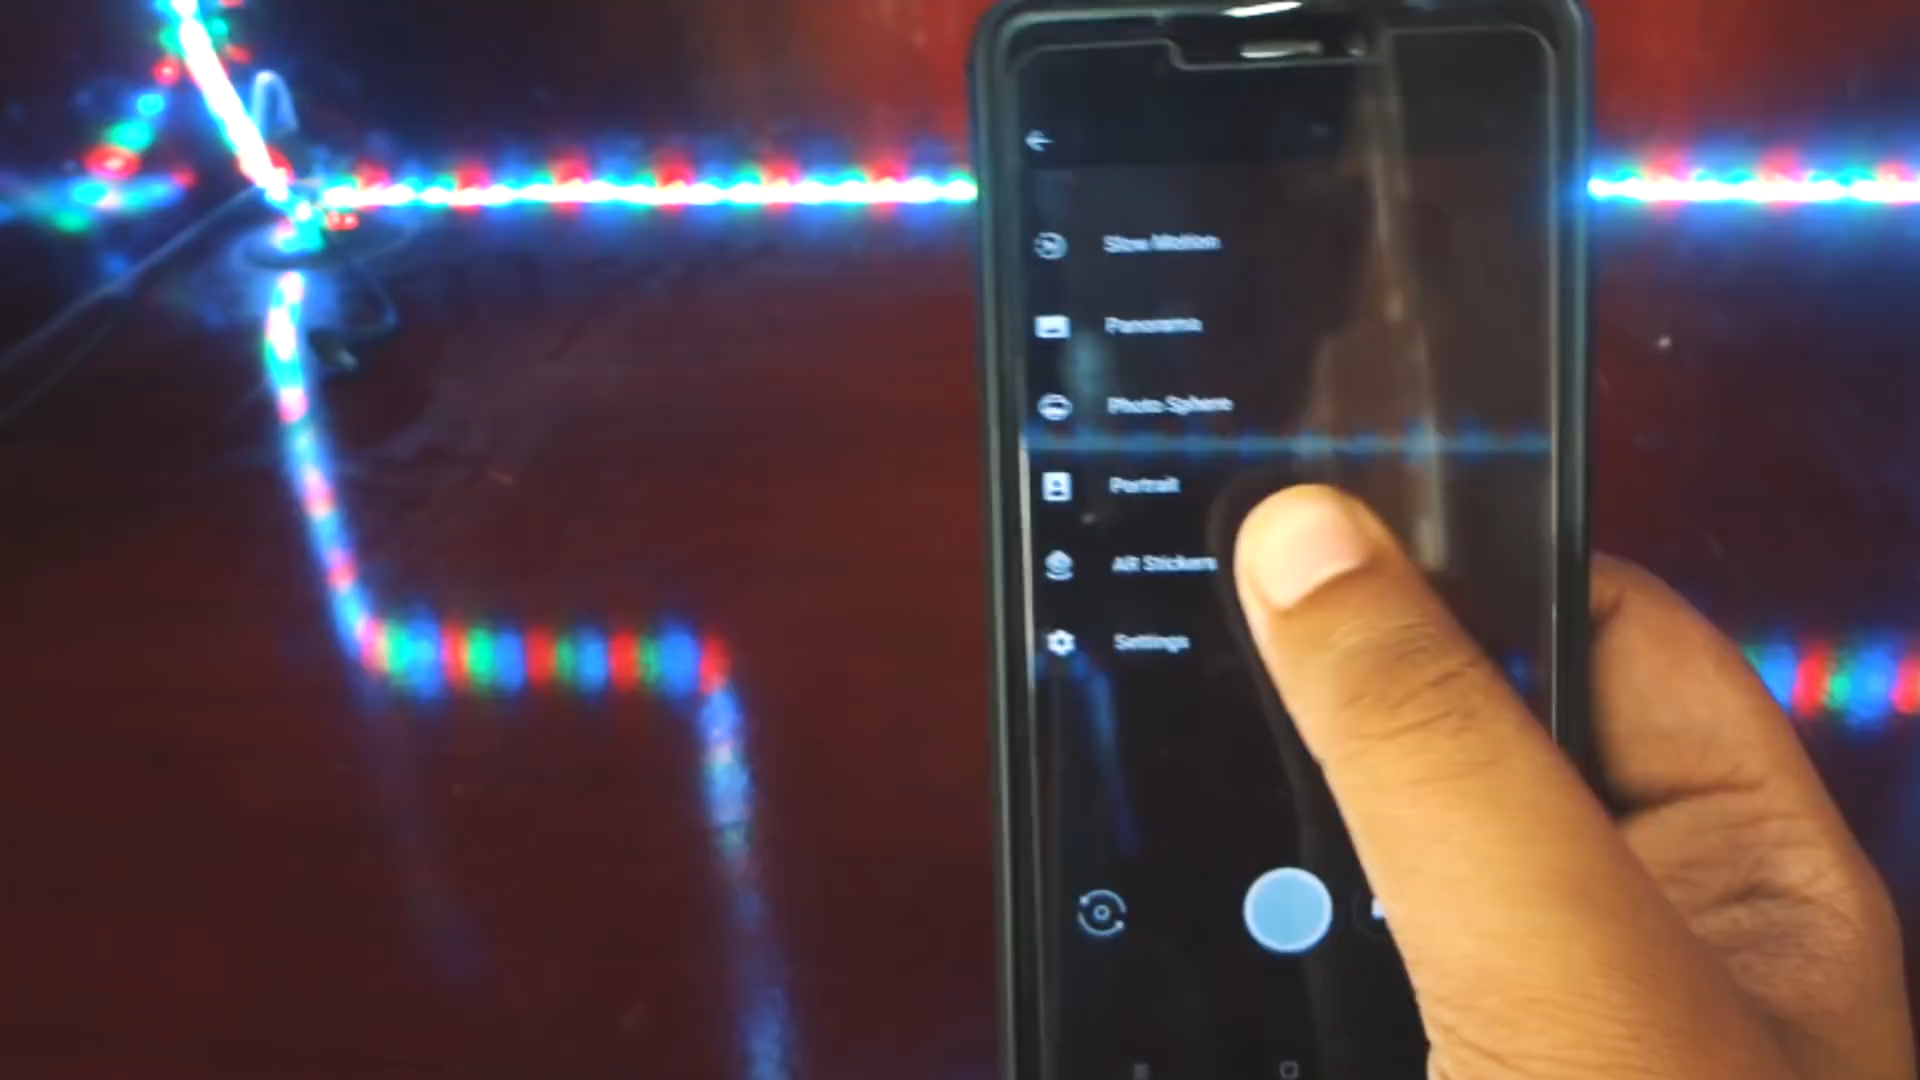 Slow Motion
Panorama
Photo Sphere
Portrait
AR Stickers
Settings